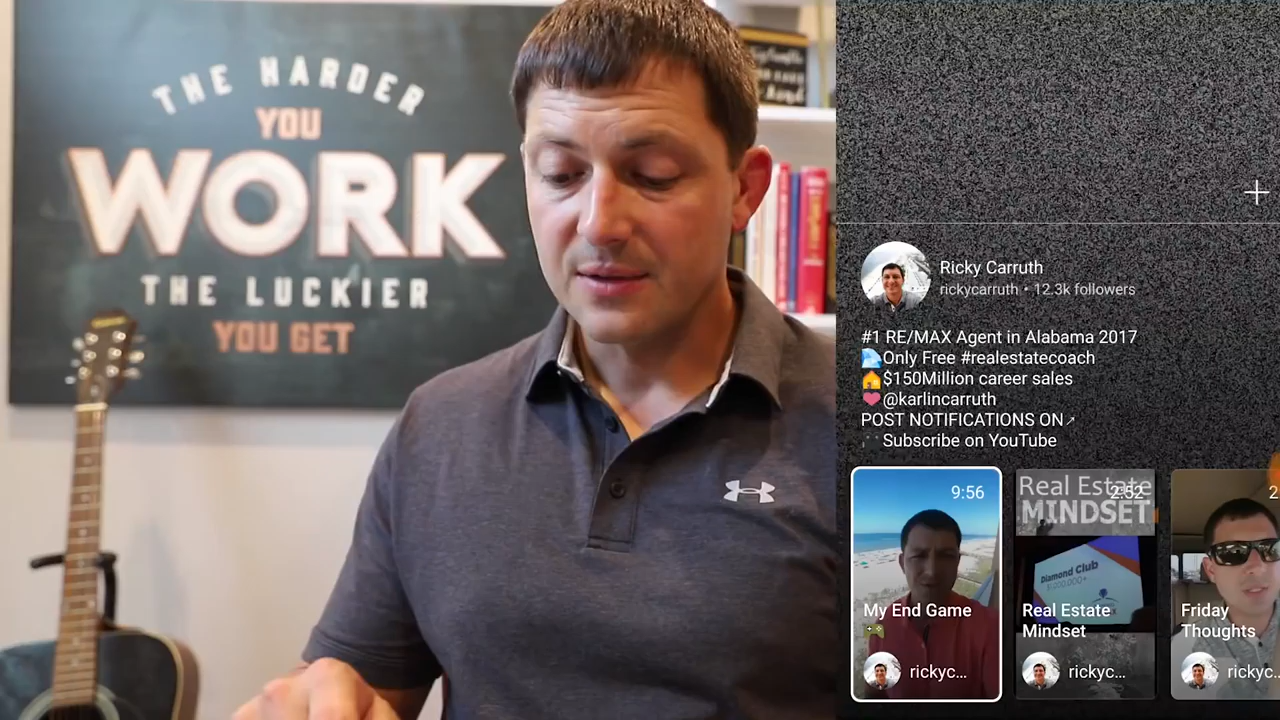 THE HARDER
YOU
WORK
THE LUCKIER
YOU GET
Ricky Carruth
rickycarruth • 12.3k followers
#1 RE/MAX Agent in Alabama 2017
Only Free #realestatecoach
$150Million career sales
@karlincarruth
POST NOTIFICATIONS ON↗
Subscribe on YouTube
9:56
My End Game
rickyc...
Real Estate
MINDSET
2:52
Diamond Club
Real Estate
Mindset
rickyc...
2
Friday
Thoughts
rickyc...